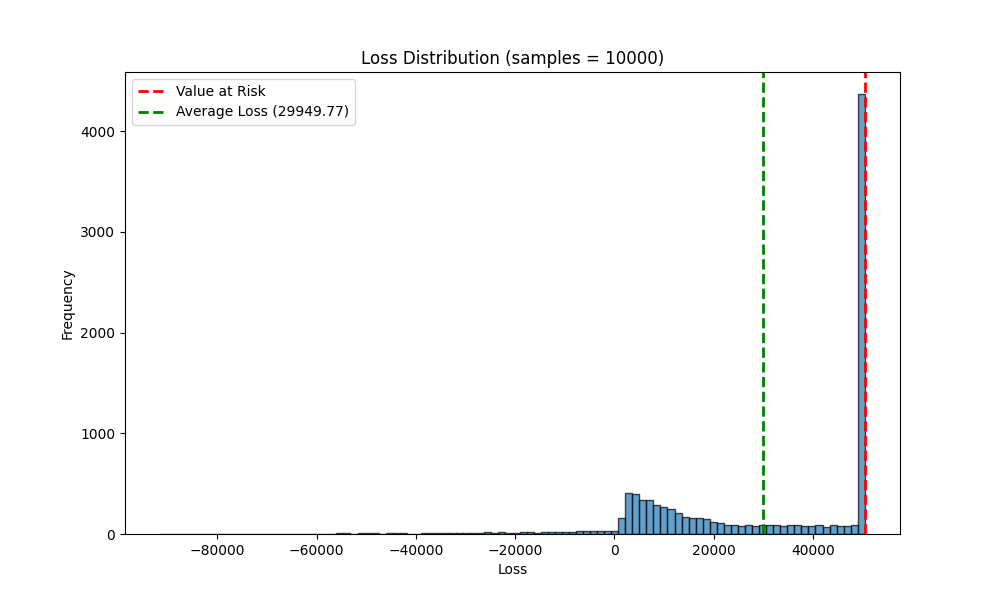 Loss Distribution (samples = 10000)
Value at Risk
Average Loss (29949.77)
4000
3000
2000
1000
0
Frequency
−80000
−60000
−40000
−20000
0
20000
40000
Loss